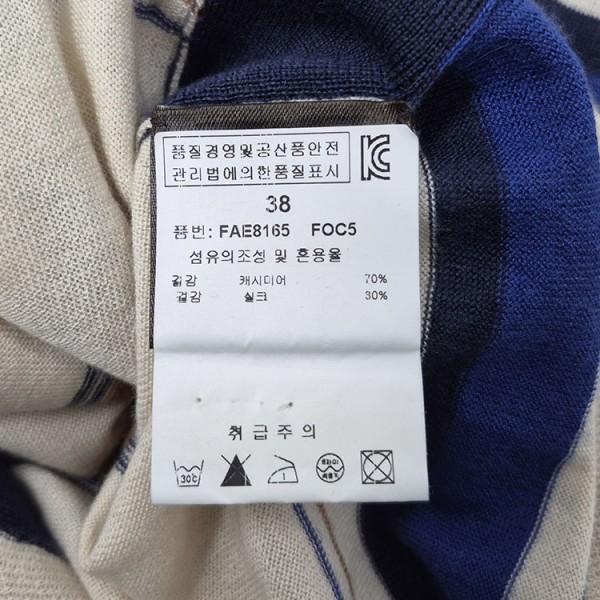 품질경영및공산품안전
관리법에의한품질표시
38
품번: FAE8165 FOC5
섬유의조성 및 혼용율
겉감 캐시미어 70%
겉감 실크 30%
취급주의
30℃